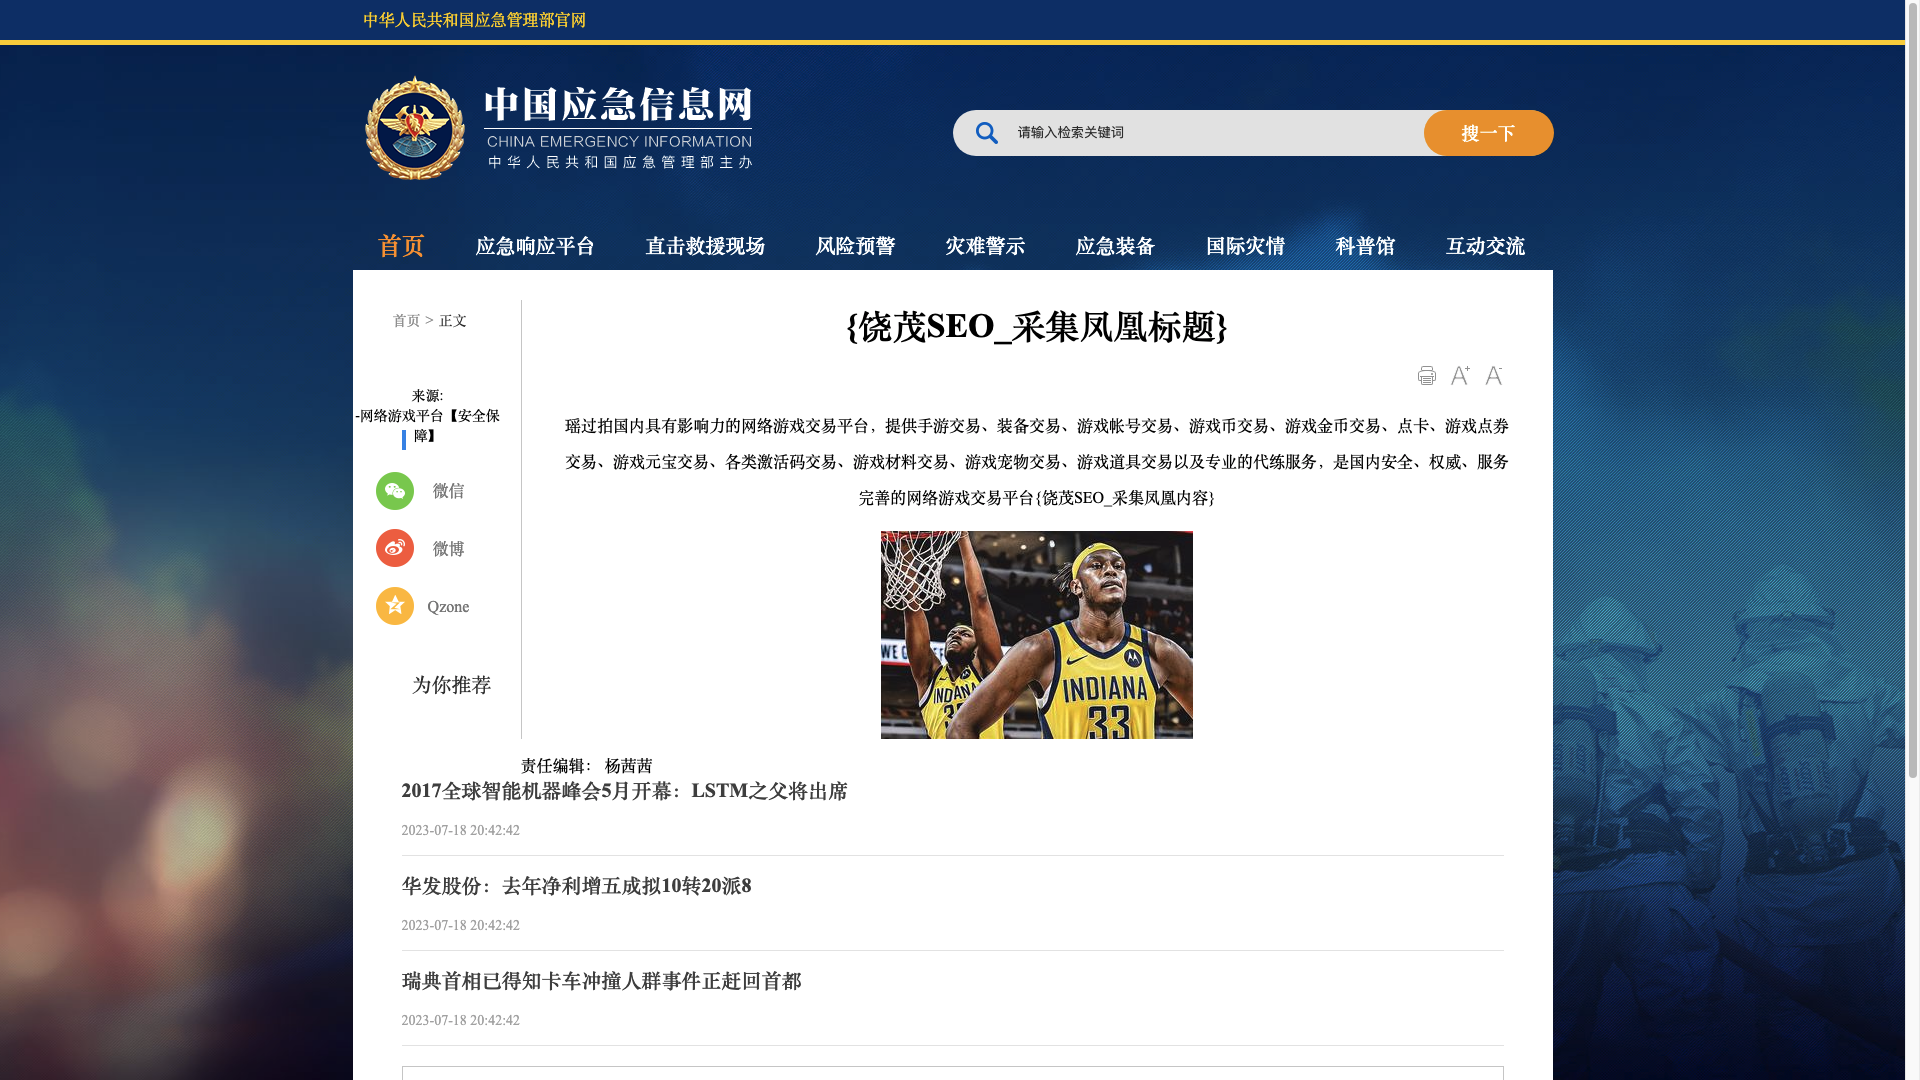 中华人民共和国应急管理部官网
中国应急信息网
CHINA EMERGENCY INFORMATION
中华人民共和国应急管理部主办
请输入检索关键词
搜一下
首页
应急响应平台
直击救援现场
风险预警
灾难警示
应急装备
国际灾情
科普馆
互动交流
首页 > 正文
{饶茂SEO_采集凤凰标题}
A+
A-
来源:
-网络游戏平台【安全保
障】
微信
微博
Qzone
为你推荐
瑶过拍国内具有影响力的网络游戏交易平台，提供手游交易、装备交易、游戏帐号交易、游戏币交易、游戏金币交易、点卡、游戏点券
交易、游戏元宝交易、各类激活码交易、游戏材料交易、游戏宠物交易、游戏道具交易以及专业的代练服务，是国内安全、权威、服务
完善的网络游戏交易平台{饶茂SEO_采集凤凰内容}
INDIANA
33
INDIANA
责任编辑： 杨茜茜
2017全球智能机器峰会5月开幕：LSTM之父将出席
2023-07-18 20:42:42
华发股份：去年净利增五成拟10转20派8
2023-07-18 20:42:42
瑞典首相已得知卡车冲撞人群事件正赶回首都
2023-07-18 20:42:42